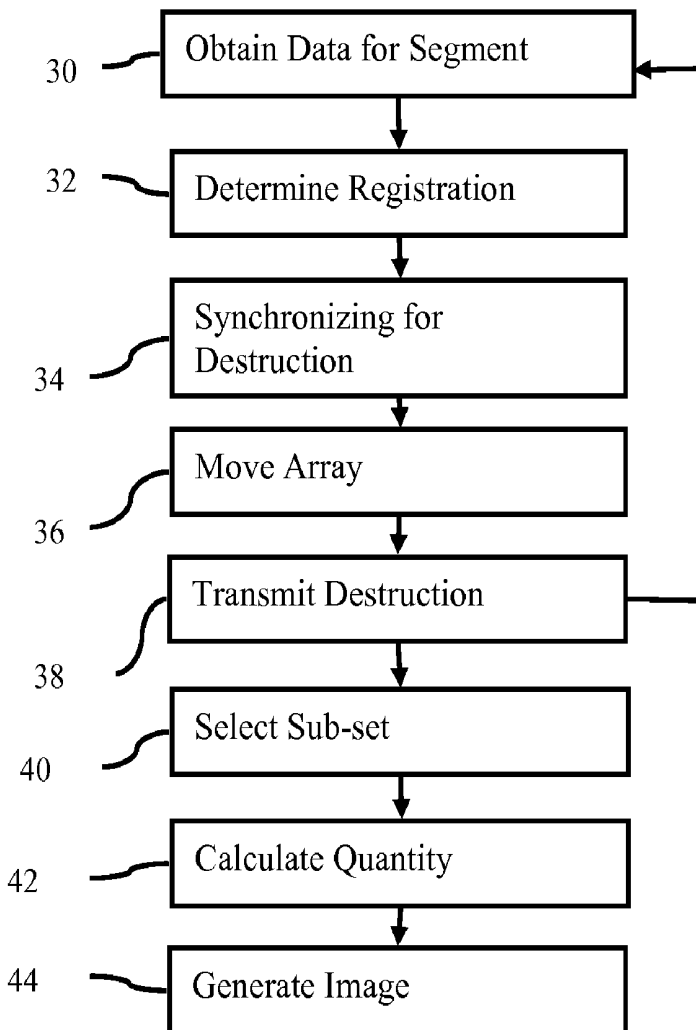 30
Obtain Data for Segment
32
Determine Registration
34
Synchronizing for
Destruction
36
Move Array
38
Transmit Destruction
40
Select Sub-set
42
Calculate Quantity
44
Generate Image